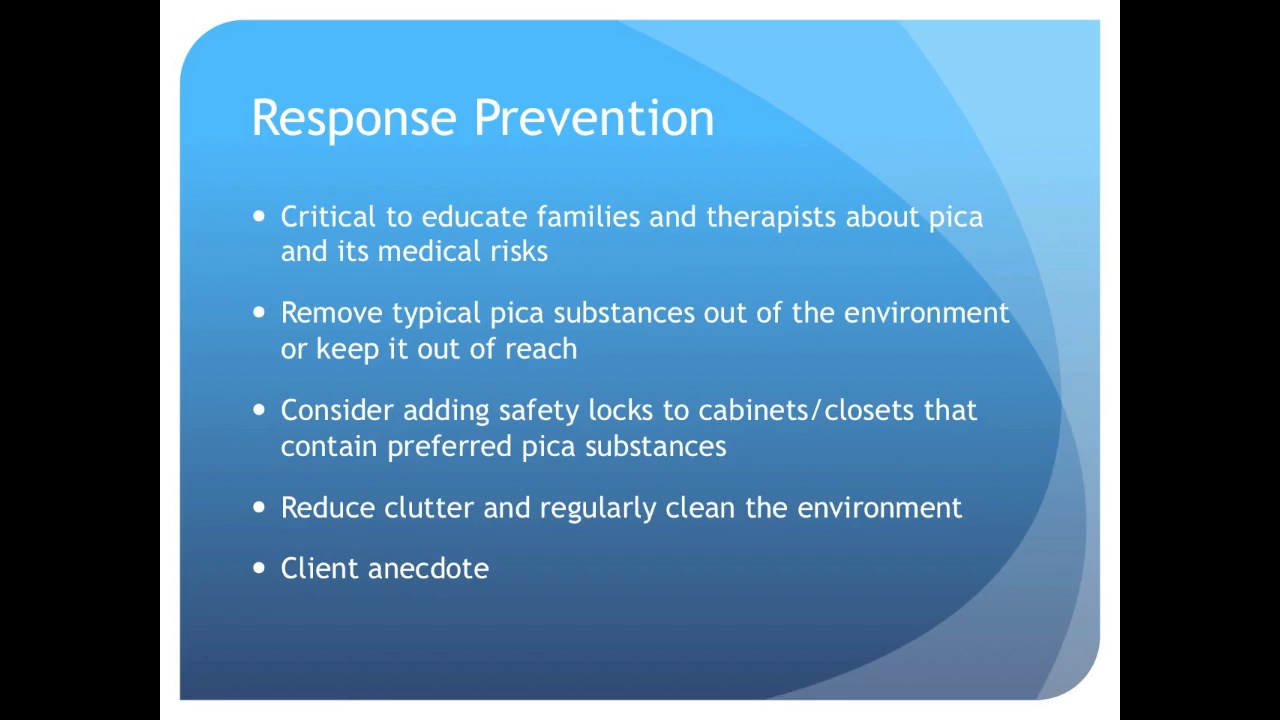 Response Prevention
• Critical to educate families and therapists about pica
and its medical risks
• Remove typical pica substances out of the environment
or keep it out of reach
• Consider adding safety locks to cabinets/closets that
contain preferred pica substances
• Reduce clutter and regularly clean the environment
• Client anecdote